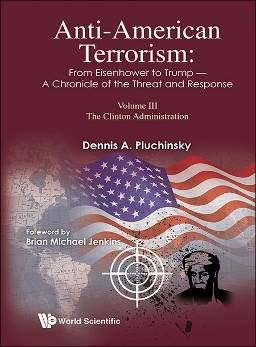 Anti-American
Terrorism:
From Eisenhower to Trump —
A Chronicle of the Threat and Response
Volume III
The Clinton Administration
Dennis A. Pluchinsky
Foreword by
Brian Michael Jenkins
World Scientific